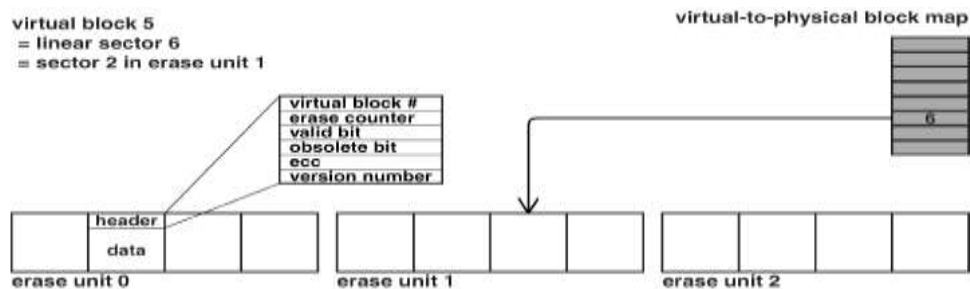 virtual block 5
= linear sector 6
= sector 2 in erase unit 1
virtual-to-physical block map
virtual block #
erase counter
valid bit
obsolete bit
ecc
version number
6
header
data
erase unit 0
erase unit 1
erase unit 2